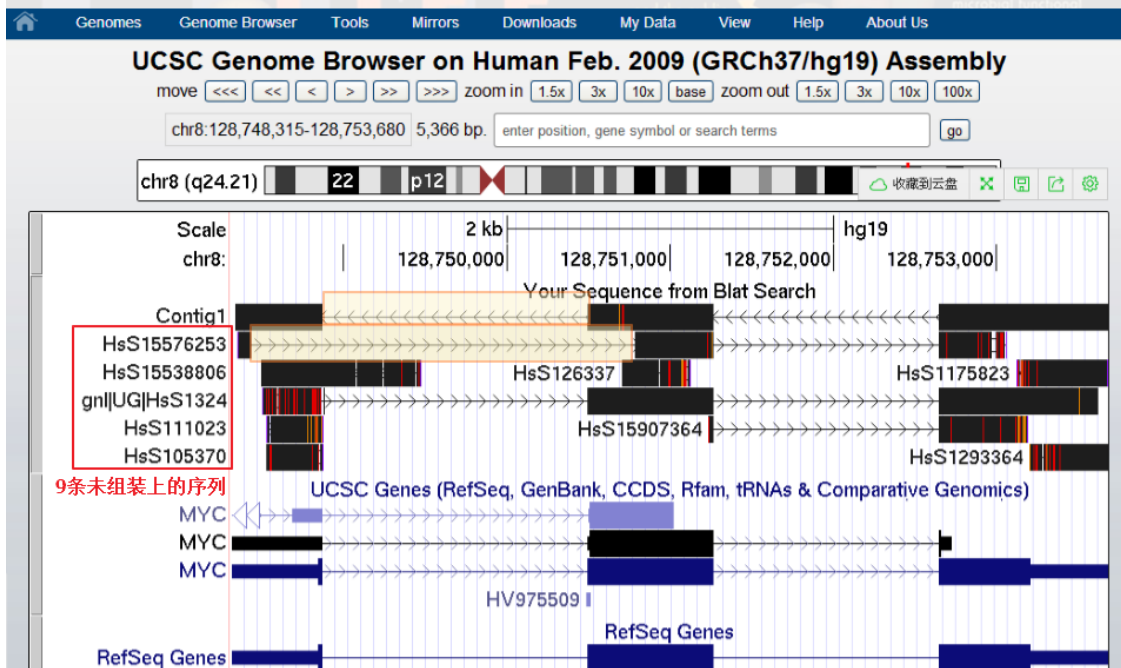 Genomes Genome Browser Tools Mirrors Downloads My Data View Help About Us
UCSC Genome Browser on Human Feb. 2009 (GRCh37/hg19) Assembly
move <<< << < > >> >>> zoom in 1.5x 3x 10x base zoom out 1.5x 3x 10x 100x
chr8:128,748,315-128,753,680 5,366 bp. enter position, gene symbol or search terms go
chr8 (q24.21) 22 p12 收藏到云盘
Scale 2 kb hg19
chr8: 128,750,000 128,751,000 128,752,000 128,753,000
Your Sequence from Blat Search
Contig1
HsS15576253
HsS15538806 HsS126337 HsS1175823
gnl|UG|HsS1324
HsS111023 HsS15907364
HsS105370 HsS1293364
9条未组装上的序列
UCSC Genes (RefSeq, GenBank, CCDS, Rfam, tRNAs & Comparative Genomics)
MYC
MYC
MYC
HV975509
RefSeq Genes
RefSeq Genes